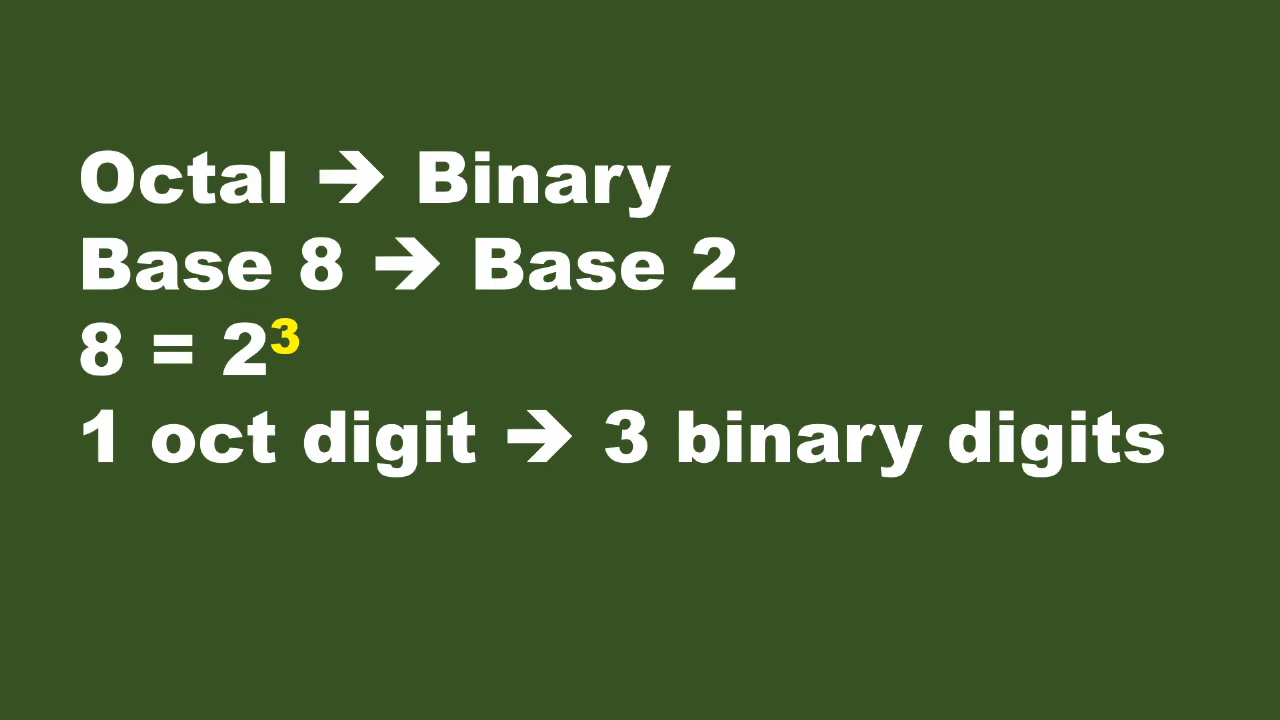 Octal ➔ Binary
Base 8 ➔ Base 2
8 = 2³
1 oct digit ➔ 3 binary digits